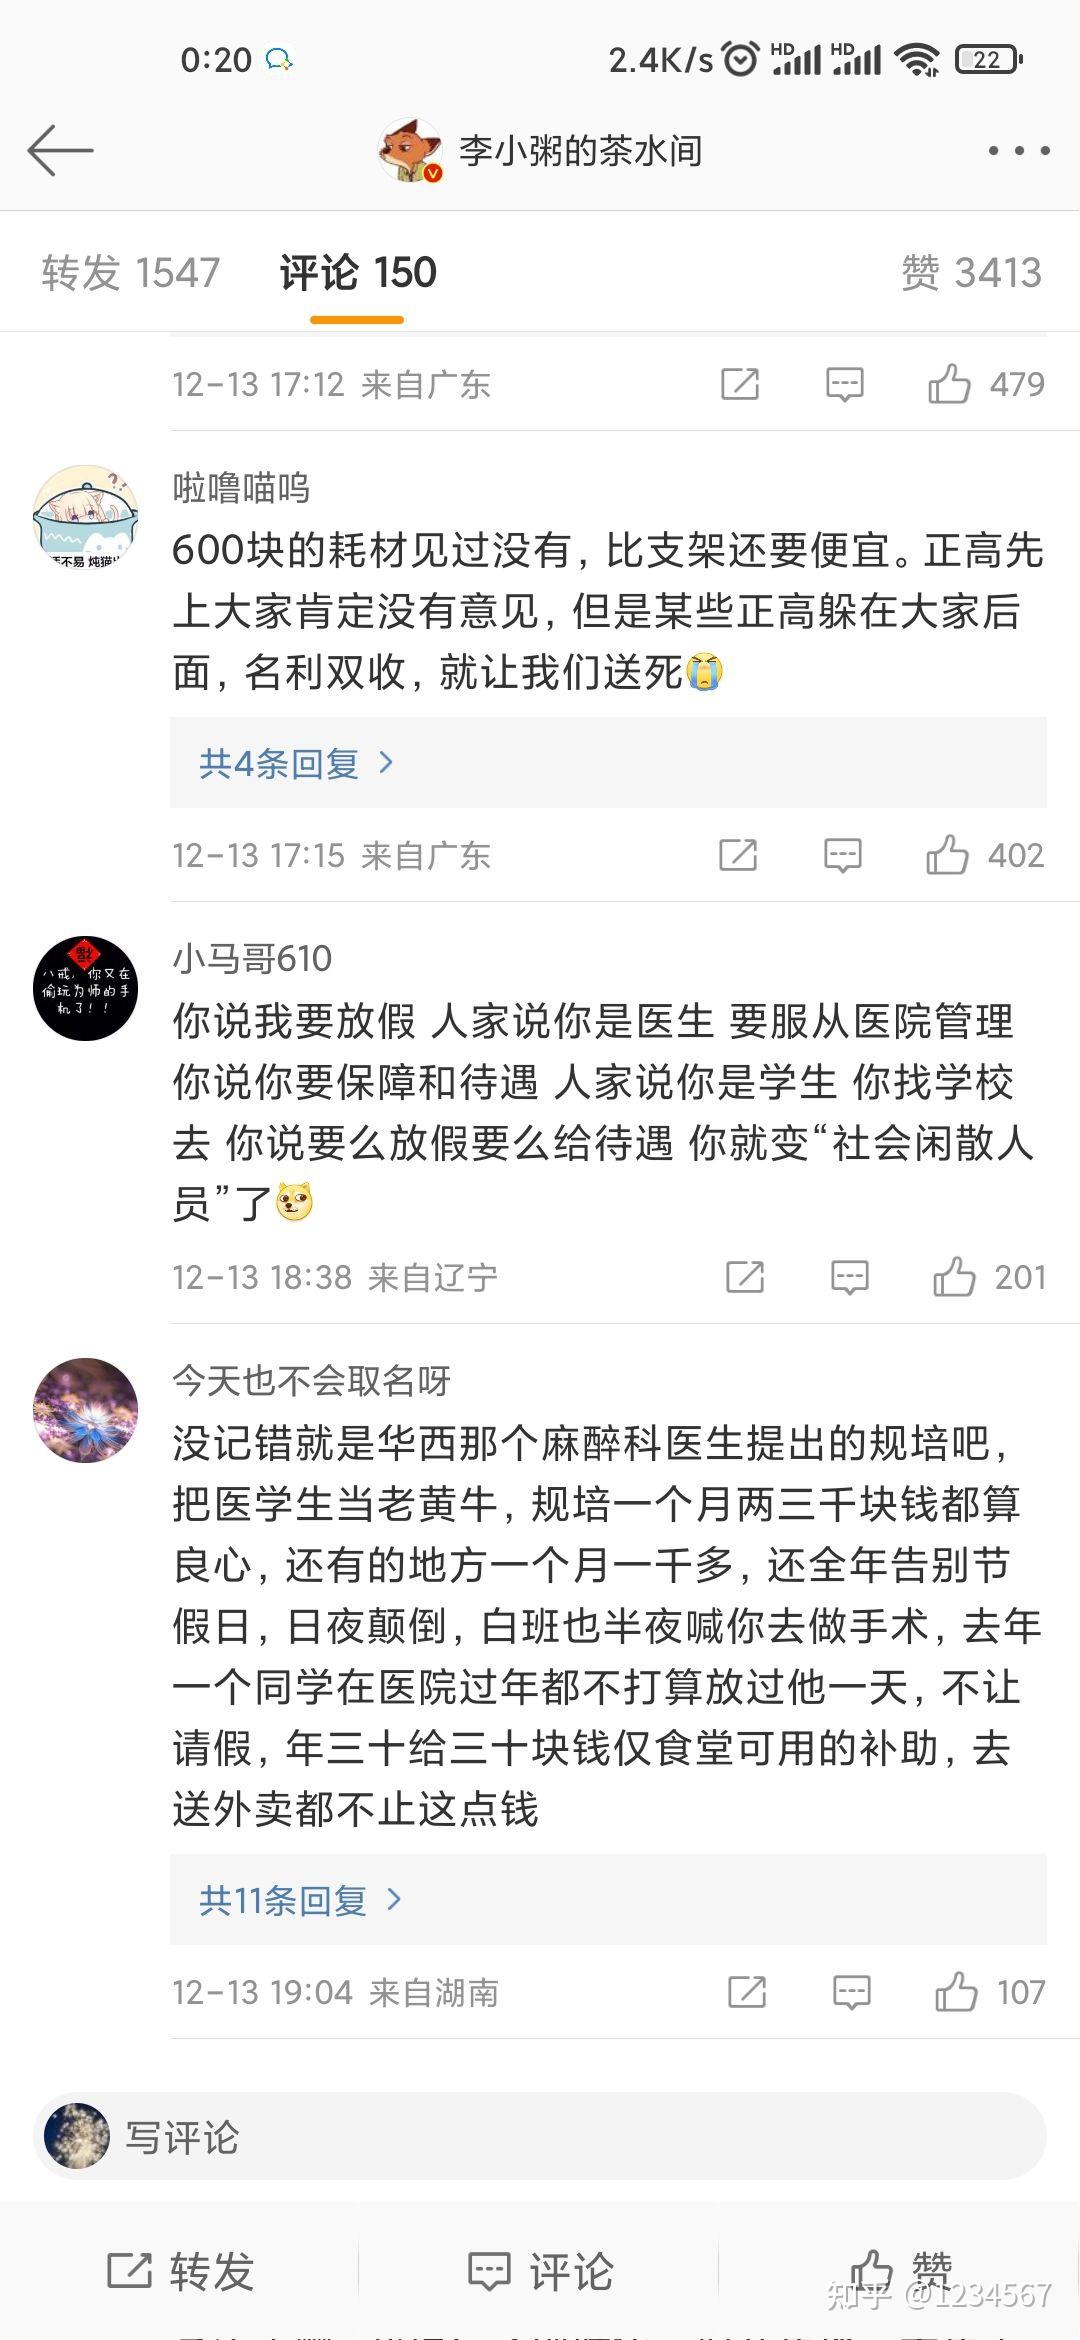 0:20 2.4K/s HD HD 22
李小粥的茶水间
转发 1547 评论 150 赞 3413
12-13 17:12 来自广东 479
啦噜喵呜
600块的耗材见过没有，比支架还要便宜。正高先
上大家肯定没有意见，但是某些正高躲在大家后
面，名利双收，就让我们送死😭
共4条回复 >
12-13 17:15 来自广东 402
八戒，你又在
偷玩为师的手
机了！！
小马哥610
你说我要放假 人家说你是医生 要服从医院管理
你说你要保障和待遇 人家说你是学生 你找学校
去 你说要么放假要么给待遇 你就变“社会闲散人
员”了
12-13 18:38 来自辽宁 201
今天也不会取名呀
没记错就是华西那个麻醉科医生提出的规培吧，
把医学生当老黄牛，规培一个月两三千块钱都算
良心，还有的地方一个月一千多，还全年告别节
假日，日夜颠倒，白班也半夜喊你去做手术，去年
一个同学在医院过年都不打算放过他一天，不让
请假，年三十给三十块钱仅食堂可用的补助，去
送外卖都不止这点钱
共11条回复 >
12-13 19:04 来自湖南 107
写评论
转发 评论 赞
知乎 @1234567